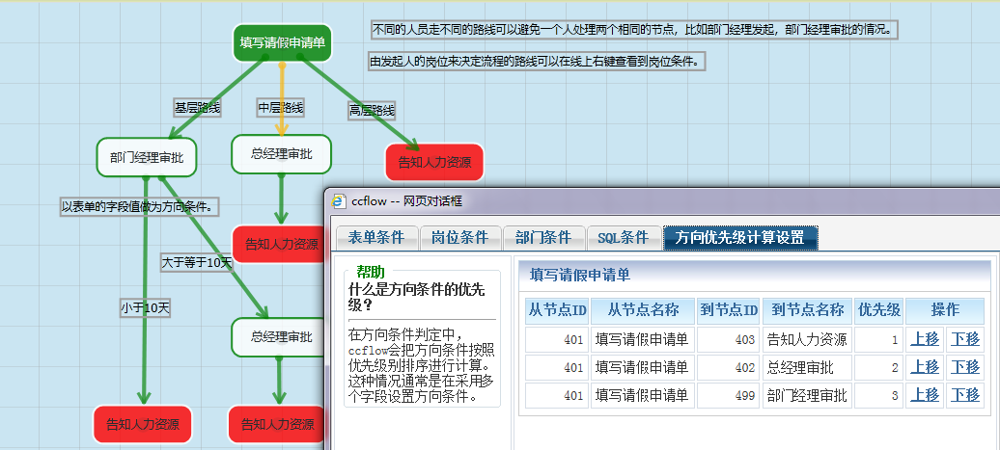 不同的人员走不同的路线可以避免一个人处理两个相同的节点，比如部门经理发起，部门经理审批的情况。
填写请假申请单
由发起人的岗位来决定流程的路线可以在线上右键查看到岗位条件。
基层路线
中层路线
高层路线
部门经理审批
总经理审批
告知人力资源
以表单的字段值做为方向条件。
告知人力资源
大于等于10天
小于10天
总经理审批
告知人力资源
告知人力资源
ccflow -- 网页对话框
表单条件 岗位条件 部门条件 SQL条件 方向优先级计算设置
帮助
什么是方向条件的优先
级？
在方向条件判定中，
ccflow会把方向条件按照
优先级别排序进行计算。
这种情况通常是在采用多
个字段设置方向条件。
填写请假申请单
从节点ID 从节点名称 到节点ID 到节点名称 优先级 操作
401 填写请假申请单 403 告知人力资源 1 上移 下移
401 填写请假申请单 402 总经理审批 2 上移 下移
401 填写请假申请单 499 部门经理审批 3 上移 下移